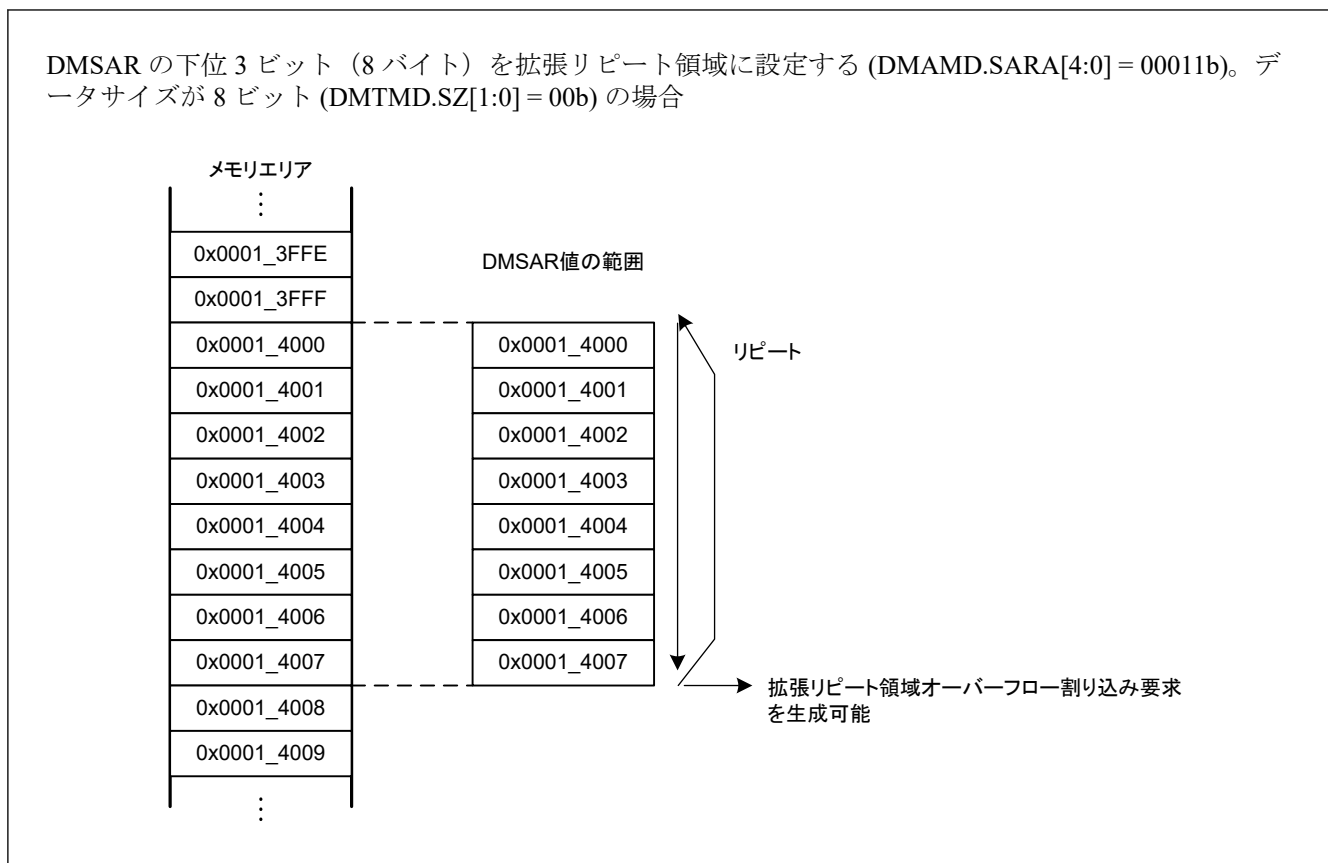 DMSAR の下位 3 ビット（8 バイト）を拡張リピート領域に設定する (DMAMD.SARA[4:0] = 00011b)。デ
ータサイズが 8 ビット (DMTMD.SZ[1:0] = 00b) の場合
メモリエリア
⋮
0x0001_3FFE
0x0001_3FFF
0x0001_4000
0x0001_4001
0x0001_4002
0x0001_4003
0x0001_4004
0x0001_4005
0x0001_4006
0x0001_4007
0x0001_4008
0x0001_4009
⋮
DMSAR値の範囲
0x0001_4000
0x0001_4001
0x0001_4002
0x0001_4003
0x0001_4004
0x0001_4005
0x0001_4006
0x0001_4007
リピート
拡張リピート領域オーバーフロー割り込み要求
を生成可能